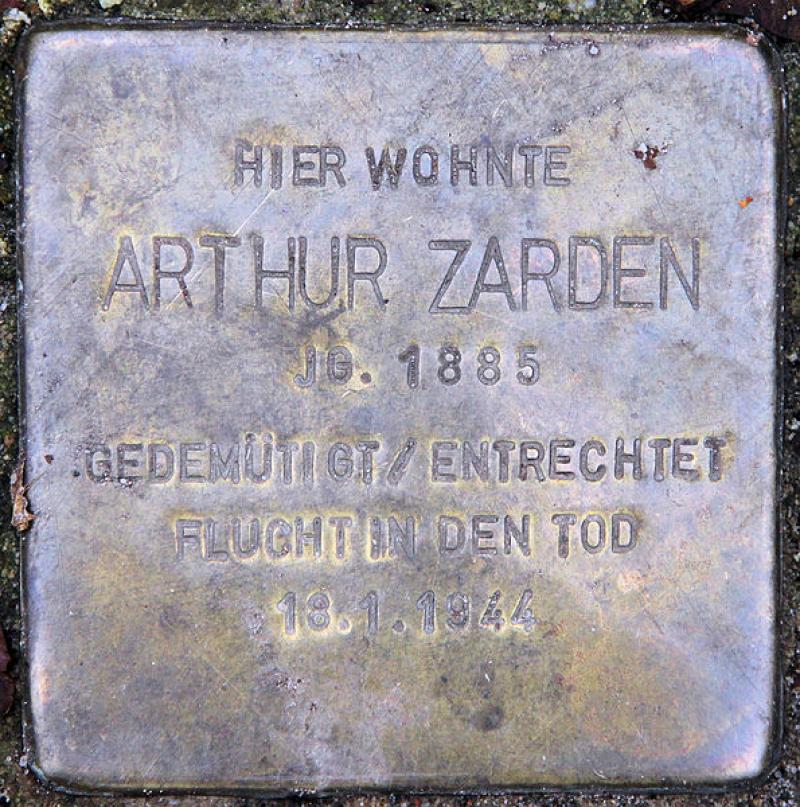 HIER WOHNTE
ARTHUR ZARDEN
JG. 1885
GEDEMÜTIGT / ENTRECHTET
FLUCHT IN DEN TOD
18.1.1944